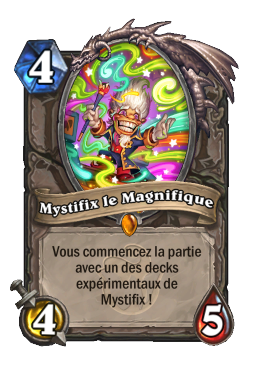 4
Mystifix le Magnifique
Vous commencez la partie
avec un des decks
expérimentaux de
Mystifix !
4
5